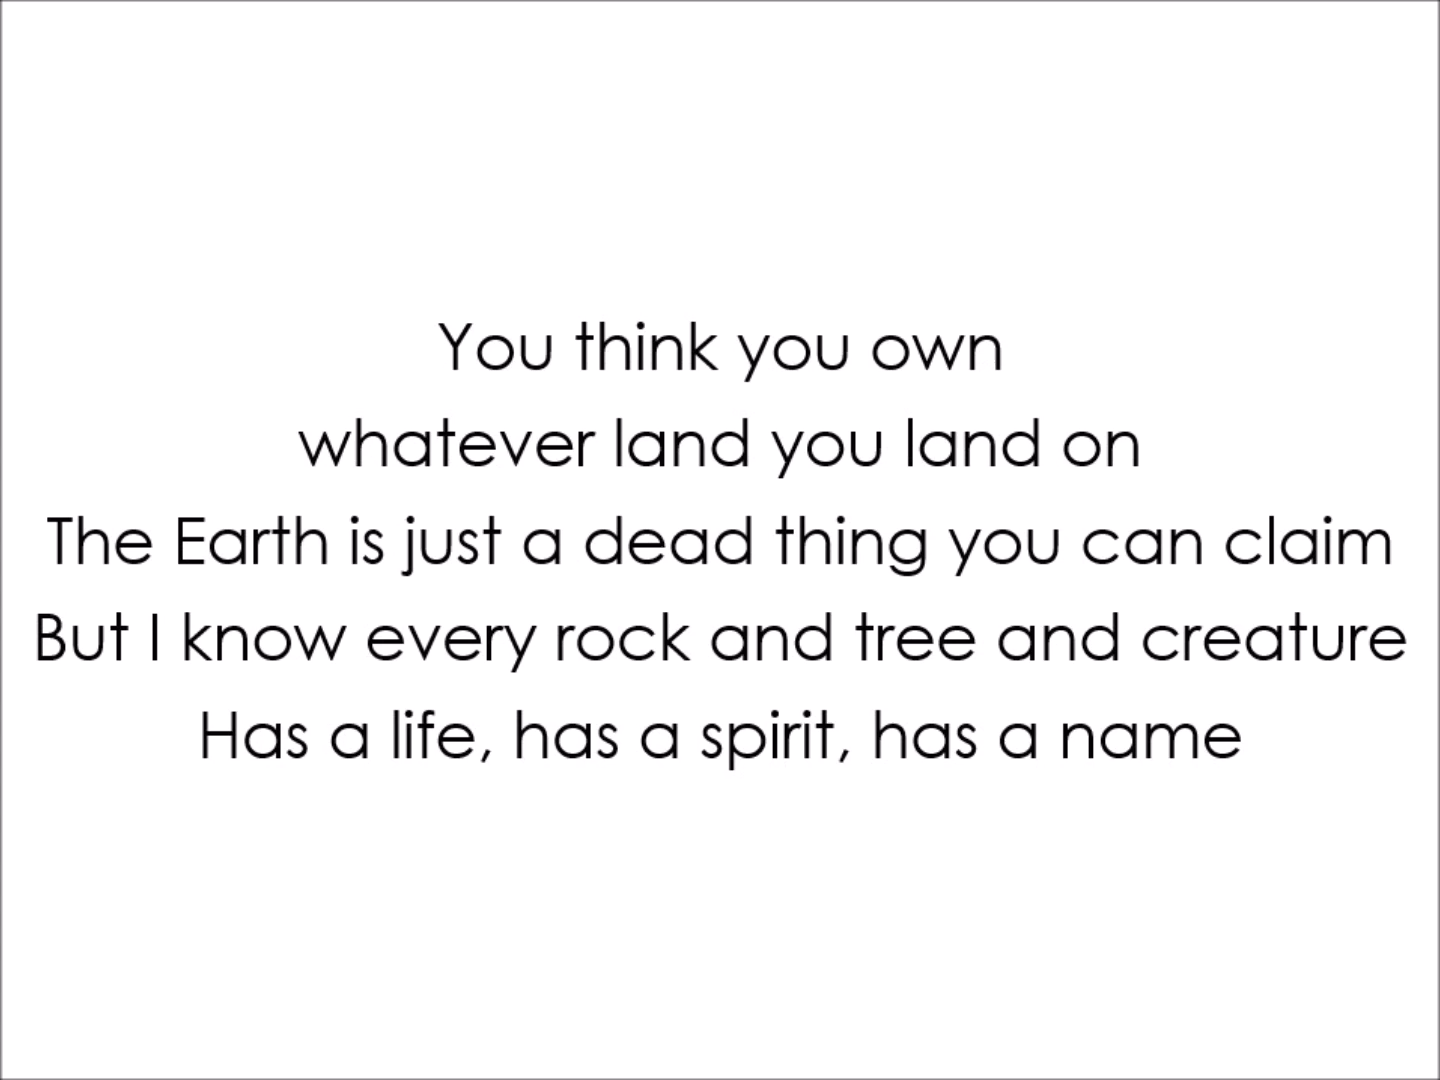 You think you own
whatever land you land on
The Earth is just a dead thing you can claim
But I know every rock and tree and creature
Has a life, has a spirit, has a name